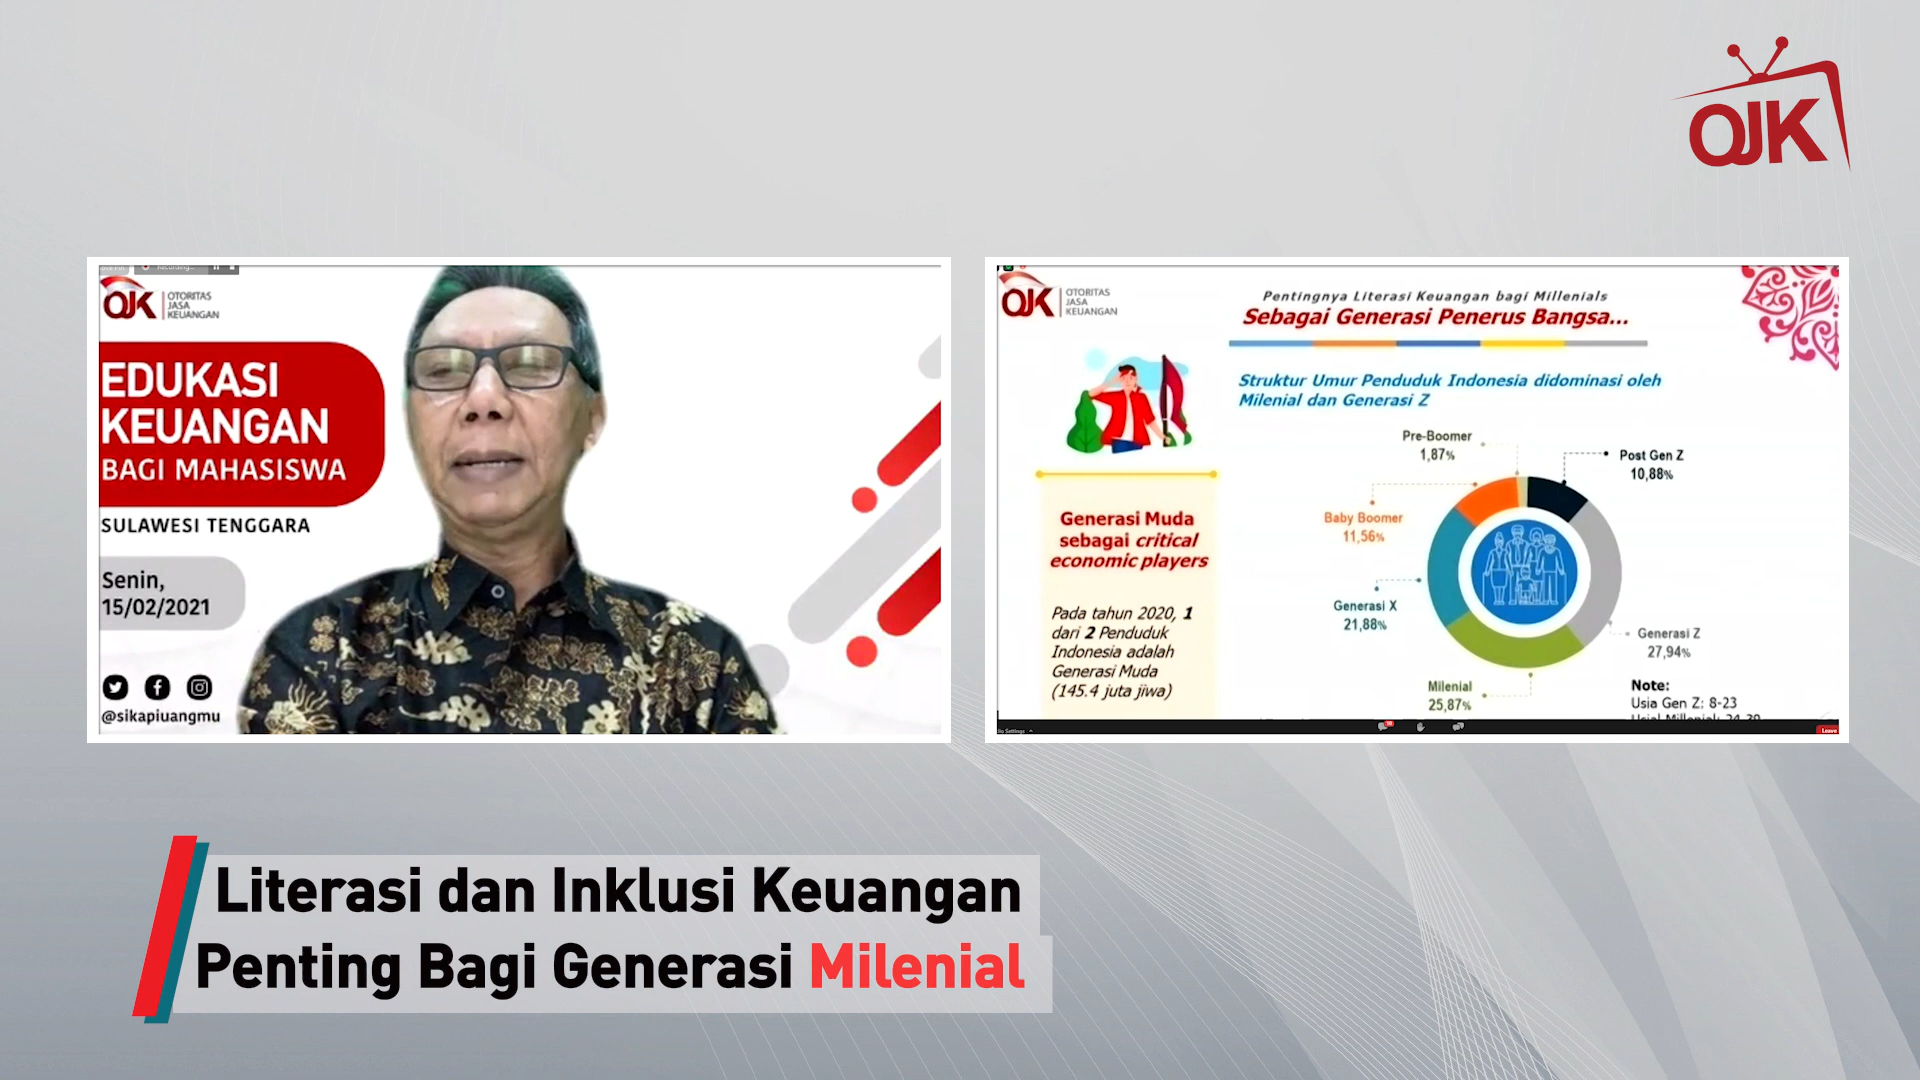 OJK
Recording...
OJK
OTORITAS
JASA
KEUANGAN
EDUKASI
KEUANGAN
BAGI MAHASISWA
SULAWESI TENGGARA
Senin,
15/02/2021
@sikapiuangmu
OJK
OTORITAS
JASA
KEUANGAN
Pentingnya Literasi Keuangan bagi Millenials
Sebagai Generasi Penerus Bangsa...
Struktur Umur Penduduk Indonesia didominasi oleh
Milenial dan Generasi Z
Generasi Muda
sebagai critical
economic players
Pada tahun 2020, 1
dari 2 Penduduk
Indonesia adalah
Generasi Muda
(145.4 juta jiwa)
Pre-Boomer
1,87%
Post Gen Z
10,88%
Baby Boomer
11,56%
Generasi X
21,88%
Generasi Z
27,94%
Milenial
25,87%
Note:
Usia Gen Z: 8-23
Leave
Literasi dan Inklusi Keuangan
Penting Bagi Generasi Milenial